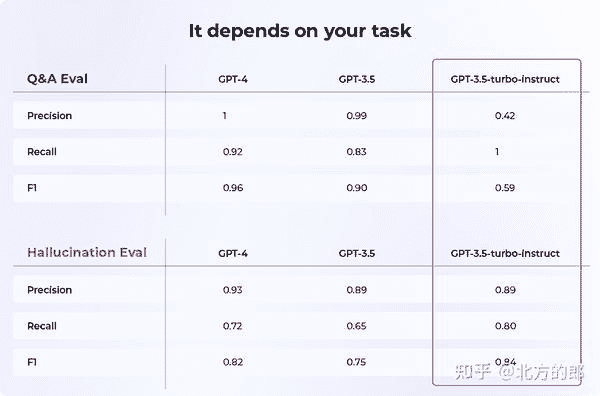 It depends on your task
Q&A Eval GPT-4 GPT-3.5 GPT-3.5-turbo-instruct
Precision 1 0.99 0.42
Recall 0.92 0.83 1
F1 0.96 0.90 0.59
Hallucination Eval GPT-4 GPT-3.5 GPT-3.5-turbo-instruct
Precision 0.93 0.89 0.89
Recall 0.72 0.65 0.80
F1 0.82 0.75 0.84
知乎 @北方的郎